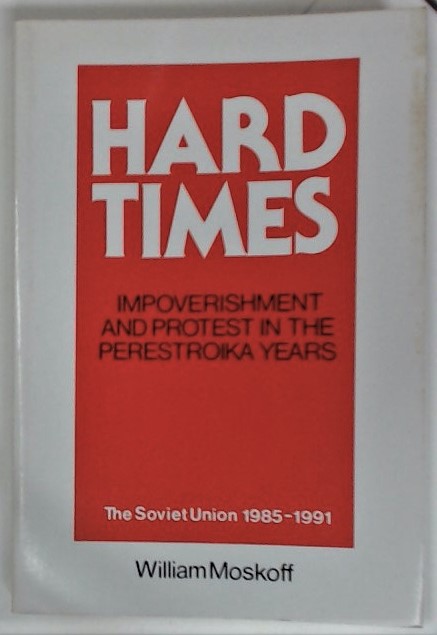 HARD
TIMES
IMPOVERISHMENT
AND PROTEST IN THE
PERESTROIKA YEARS
The Soviet Union 1985-1991
William Moskoff